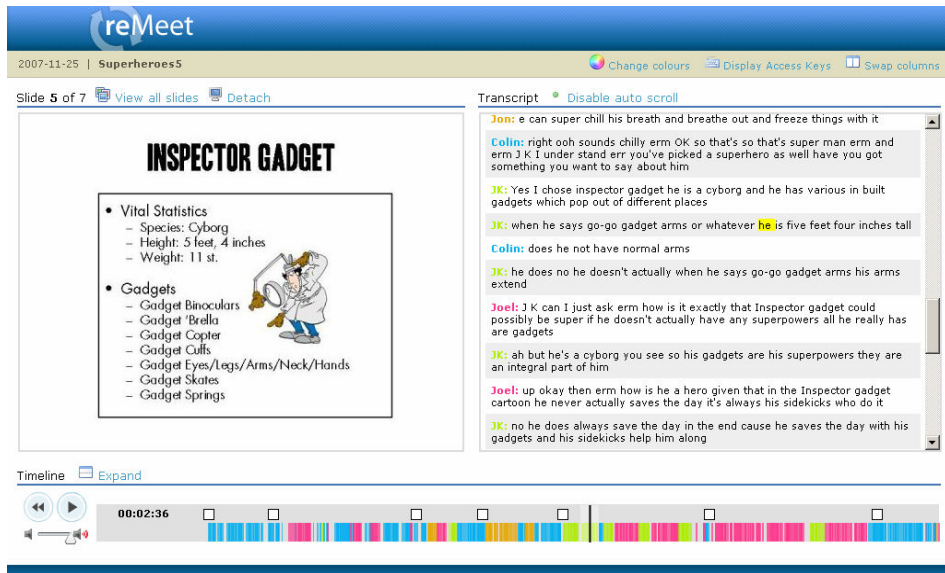 reMeet
2007-11-25 | Superheroes5
Change colours Display Access Keys Swap columns
Slide 5 of 7 View all slides Detach
INSPECTOR GADGET
• Vital Statistics
– Species: Cyborg
– Height: 5 feet, 4 inches
– Weight: 11 st.
• Gadgets
– Gadget Binoculars
– Gadget 'Brella
– Gadget Copter
– Gadget Cuffs
– Gadget Eyes/Legs/Arms/Neck/Hands
– Gadget Skates
– Gadget Springs
Transcript Disable auto scroll
Jon: e can super chill his breath and breathe out and freeze things with it
Colin: right ooh sounds chilly erm OK so that's so that's super man erm and
erm J K I under stand err you've picked a superhero as well have you got
something you want to say about him
JK: Yes I chose inspector gadget he is a cyborg and he has various in built
gadgets which pop out of different places
JK: when he says go-go gadget arms or whatever he is five feet four inches tall
Colin: does he not have normal arms
JK: he does no he doesn't actually when he says go-go gadget arms his arms
extend
Joel: J K can I just ask erm how is it exactly that Inspector gadget could
possibly be super if he doesn't actually have any superpowers all he really has
are gadgets
JK: ah but he's a cyborg you see so his gadgets are his superpowers they are
an integral part of him
Joel: up okay then erm how is he a hero given that in the Inspector gadget
cartoon he never actually saves the day it's always his sidekicks who do it
JK: no he does always save the day in the end cause he saves the day with his
gadgets and his sidekicks help him along
Timeline Expand
00:02:36